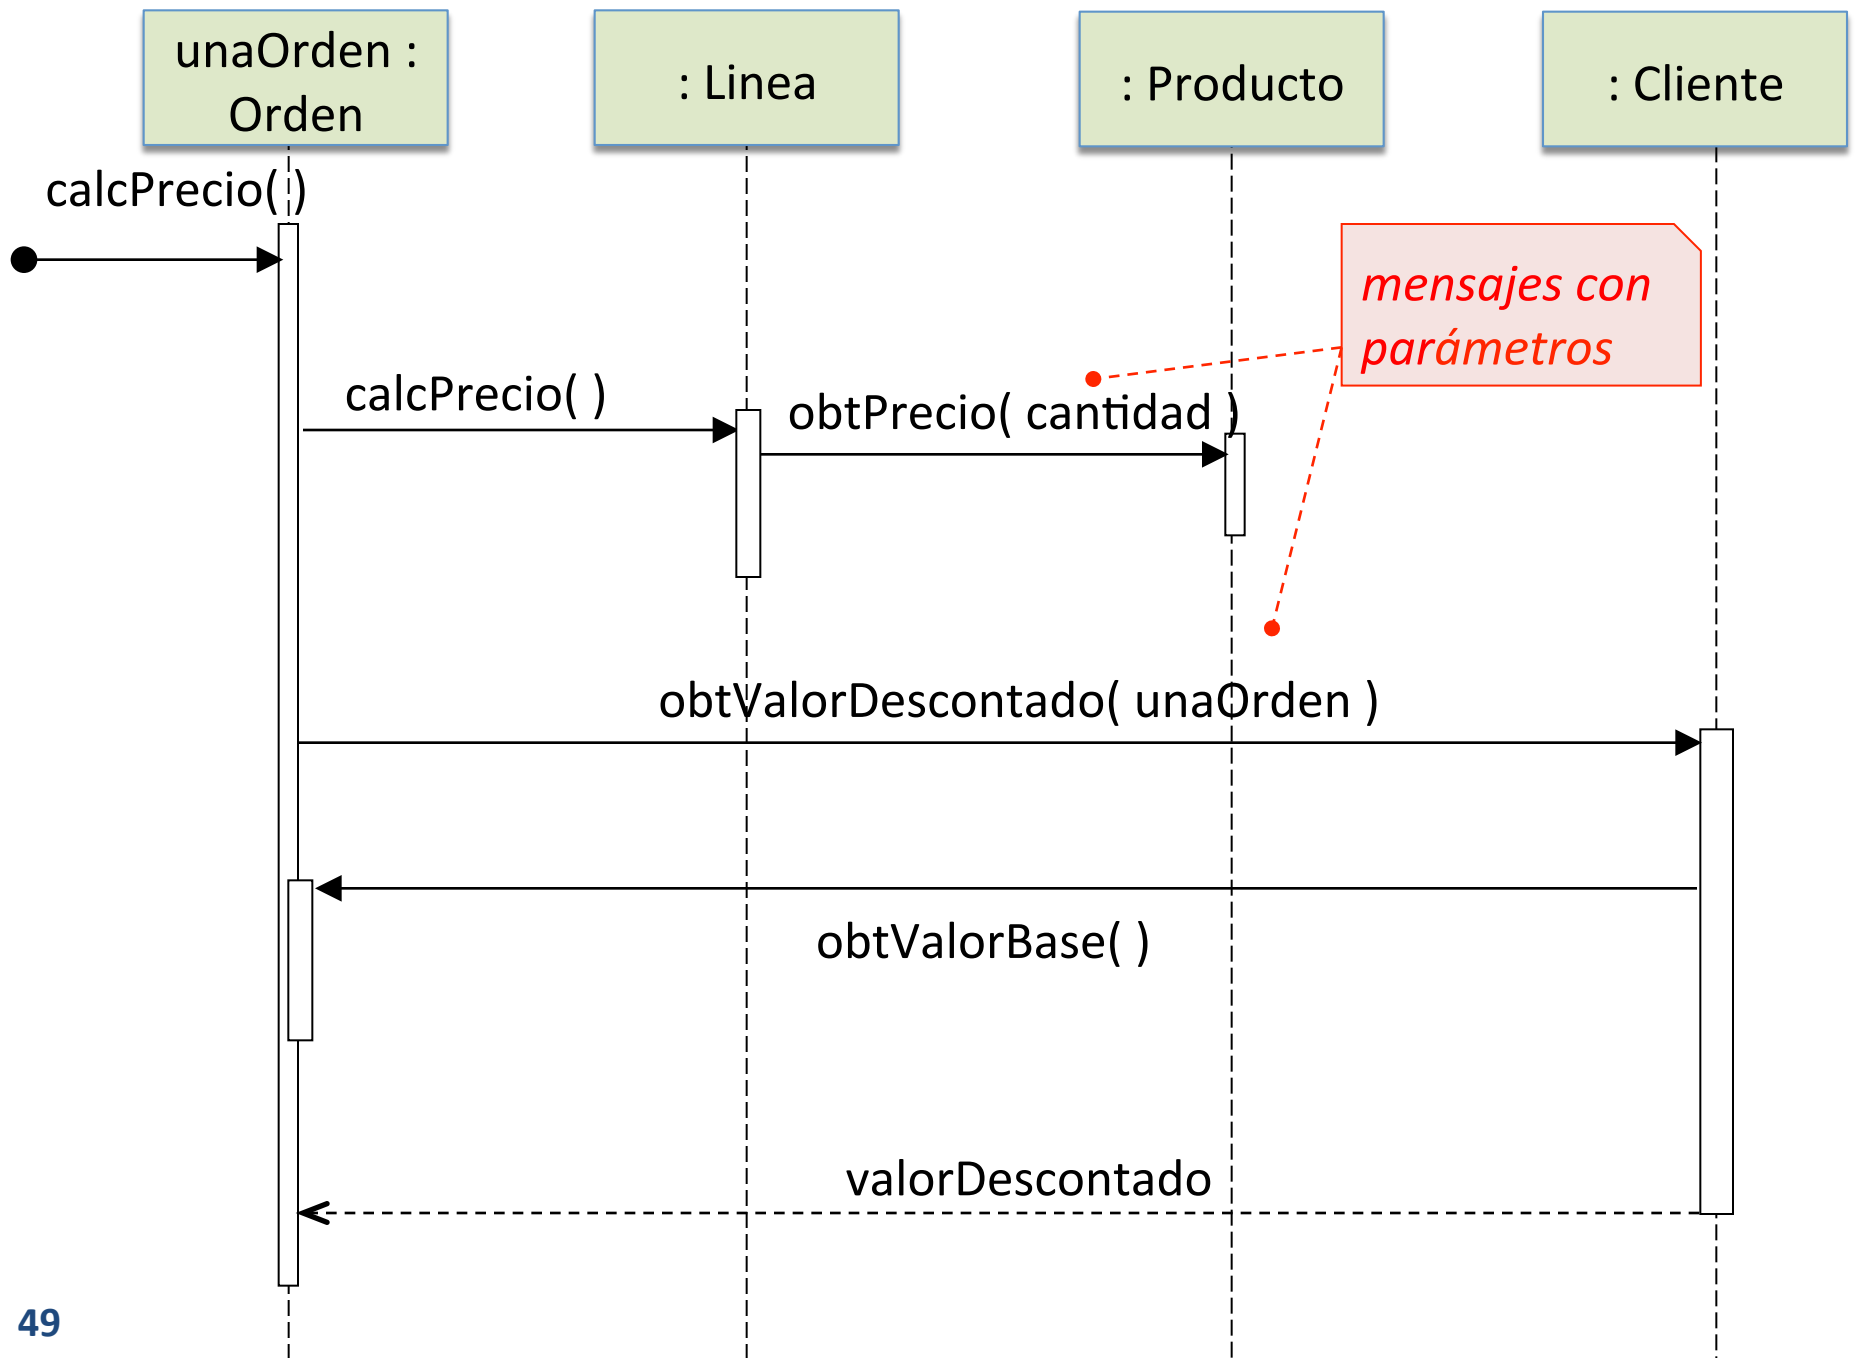 unaOrden :
Orden
: Linea
: Producto
: Cliente
calcPrecio( )
mensajes con
parámetros
calcPrecio( )
obtPrecio( cantidad )
obtValorDescontado( unaOrden )
obtValorBase( )
valorDescontado
49